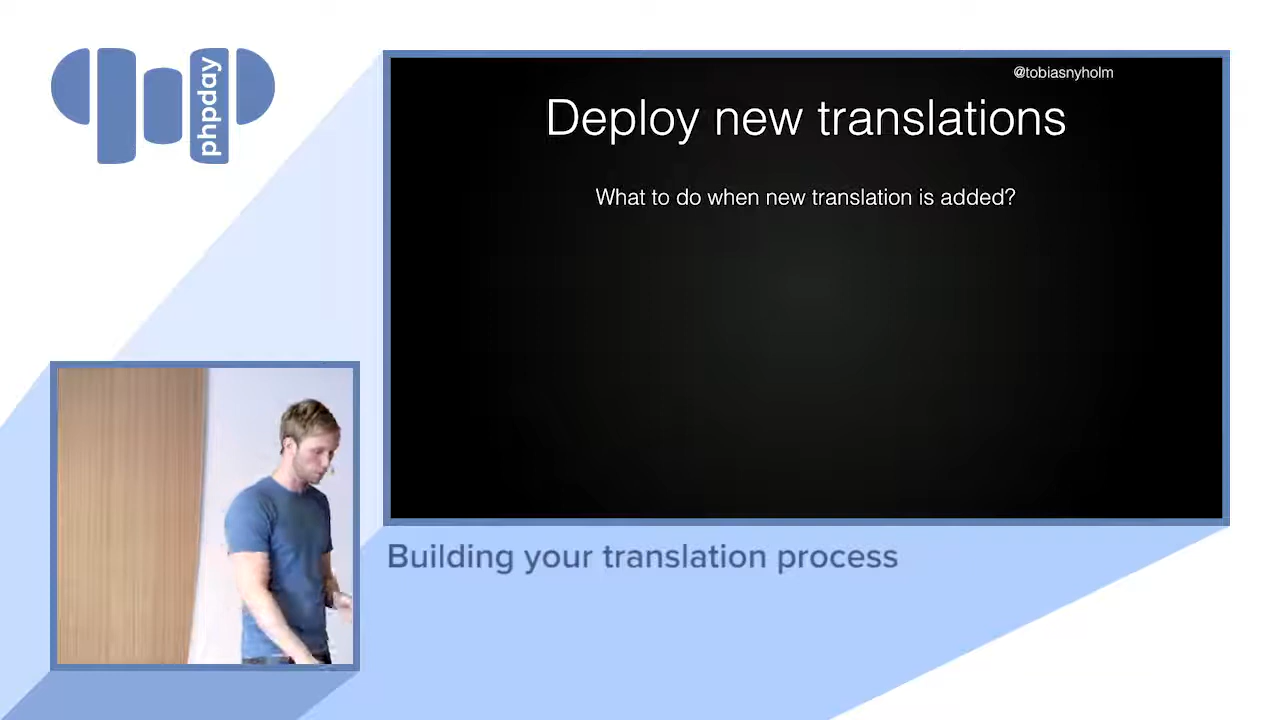 phpday
@tobiasnyholm
Deploy new translations
What to do when new translation is added?
Building your translation process